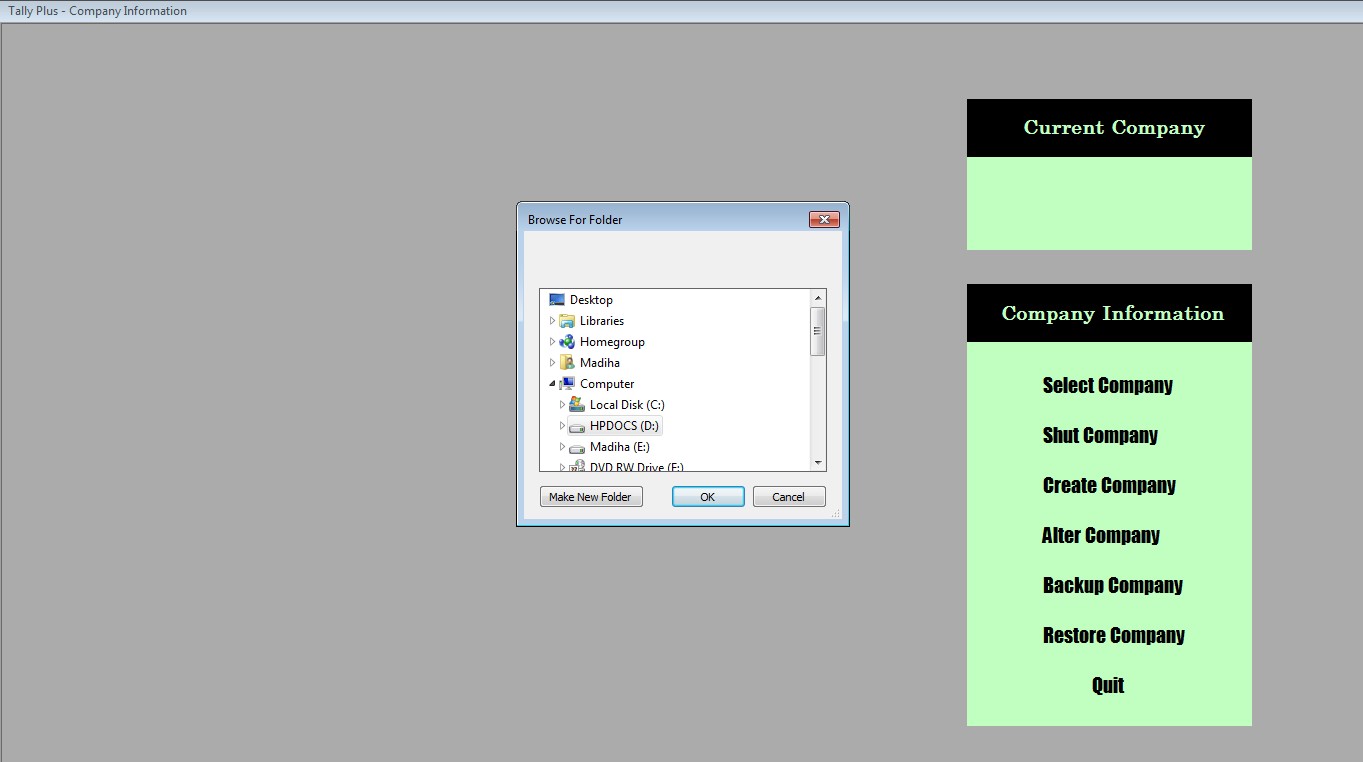 Tally Plus - Company Information
Current Company
Browse For Folder
Desktop
Libraries
Homegroup
Madiha
Computer
Local Disk (C:)
HPDOCS (D:)
Madiha (E:)
DVD RW Drive (F:)
Make New Folder
OK
Cancel
Company Information
Select Company
Shut Company
Create Company
Alter Company
Backup Company
Restore Company
Quit